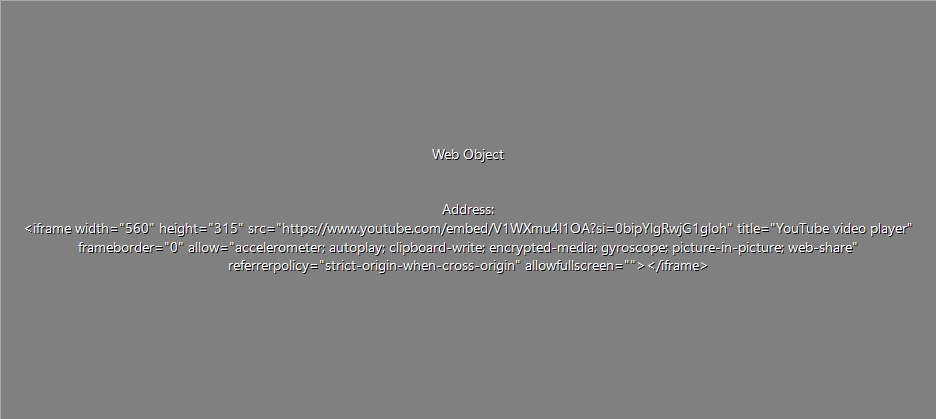 Web Object
Address:
<iframe width="560" height="315" src="https://www.youtube.com/embed/V1WXmu4l1OA?si=0bipYlgRwjG1gloh" title="YouTube video player"
frameborder="0" allow="accelerometer; autoplay; clipboard-write; encrypted-media; gyroscope; picture-in-picture; web-share"
referrerpolicy="strict-origin-when-cross-origin" allowfullscreen=""></iframe>